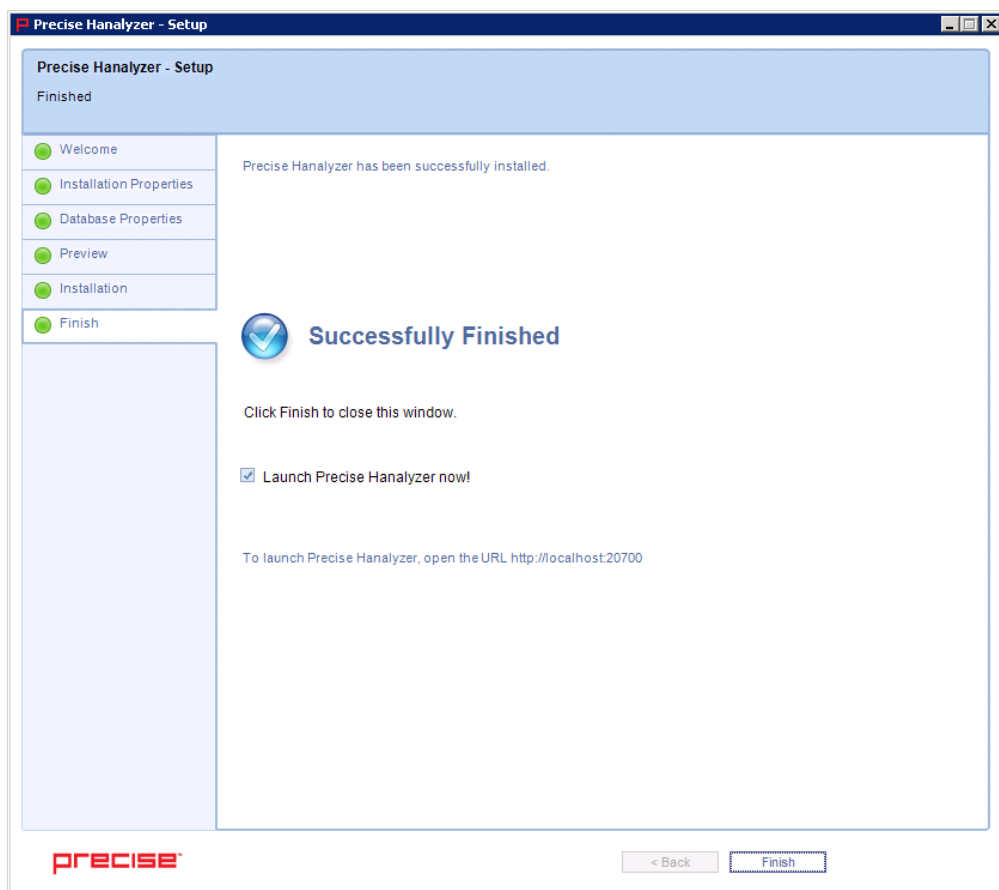 Precise Hanalyzer - Setup
Precise Hanalyzer - Setup
Finished
Welcome
Installation Properties
Database Properties
Preview
Installation
Finish
Precise Hanalyzer has been successfully installed.
Successfully Finished
Click Finish to close this window.
Launch Precise Hanalyzer now!
To launch Precise Hanalyzer, open the URL http://localhost:20700
precise™
< Back
Finish